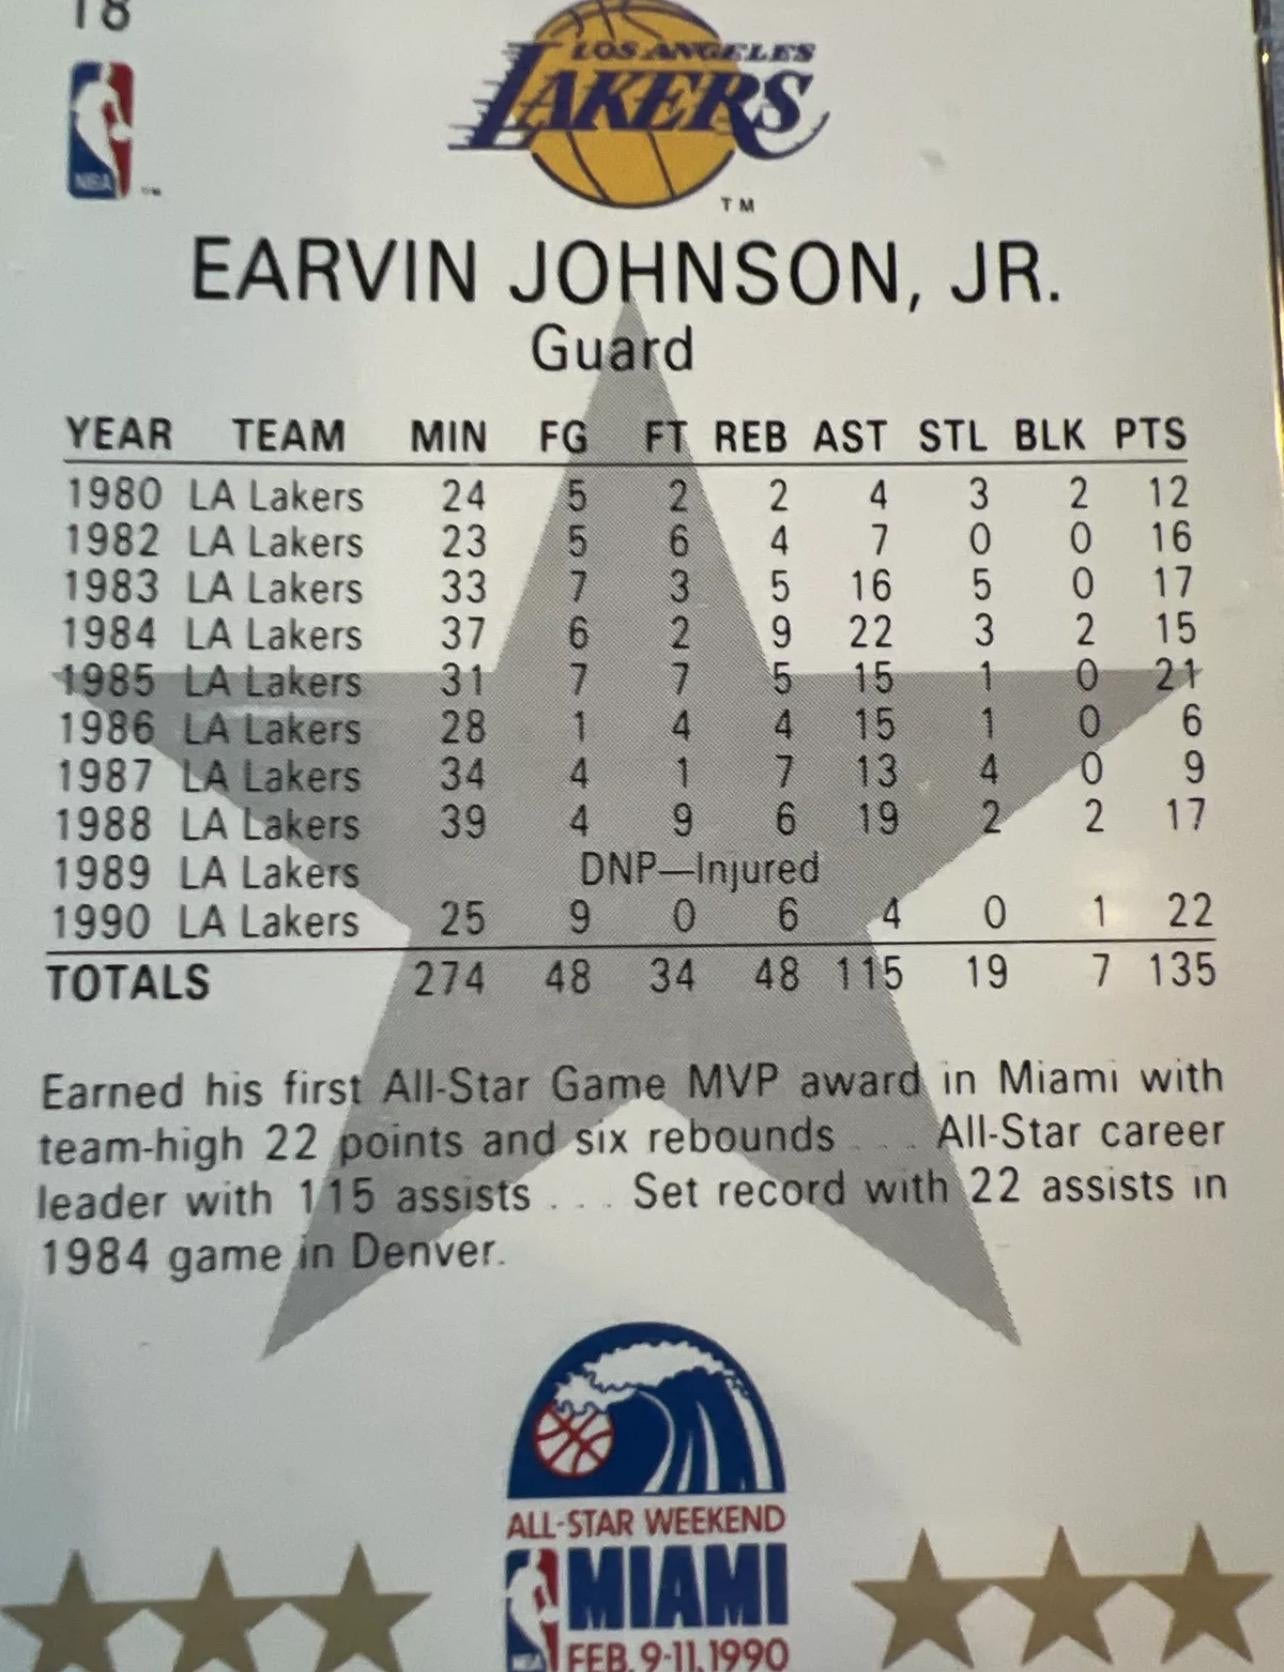 18
NBA
TM
LOS ANGELES
LAKERS
TM
EARVIN JOHNSON, JR.
Guard
YEAR TEAM MIN FG FT REB AST STL BLK PTS
1980 LA Lakers 24 5 2 2 4 3 2 12
1982 LA Lakers 23 5 6 4 7 0 0 16
1983 LA Lakers 33 7 3 5 16 5 0 17
1984 LA Lakers 37 6 2 9 22 3 2 15
1985 LA Lakers 31 7 7 5 15 1 0 21
1986 LA Lakers 28 1 4 4 15 1 0 6
1987 LA Lakers 34 4 1 7 13 4 0 9
1988 LA Lakers 39 4 9 6 19 2 2 17
1989 LA Lakers DNP—Injured
1990 LA Lakers 25 9 0 6 4 0 1 22
TOTALS 274 48 34 48 115 19 7 135
Earned his first All-Star Game MVP award in Miami with
team-high 22 points and six rebounds . . . All-Star career
leader with 115 assists . . . Set record with 22 assists in
1984 game in Denver.
ALL-STAR WEEKEND
MIAMI
NBA
FEB. 9-11, 1990